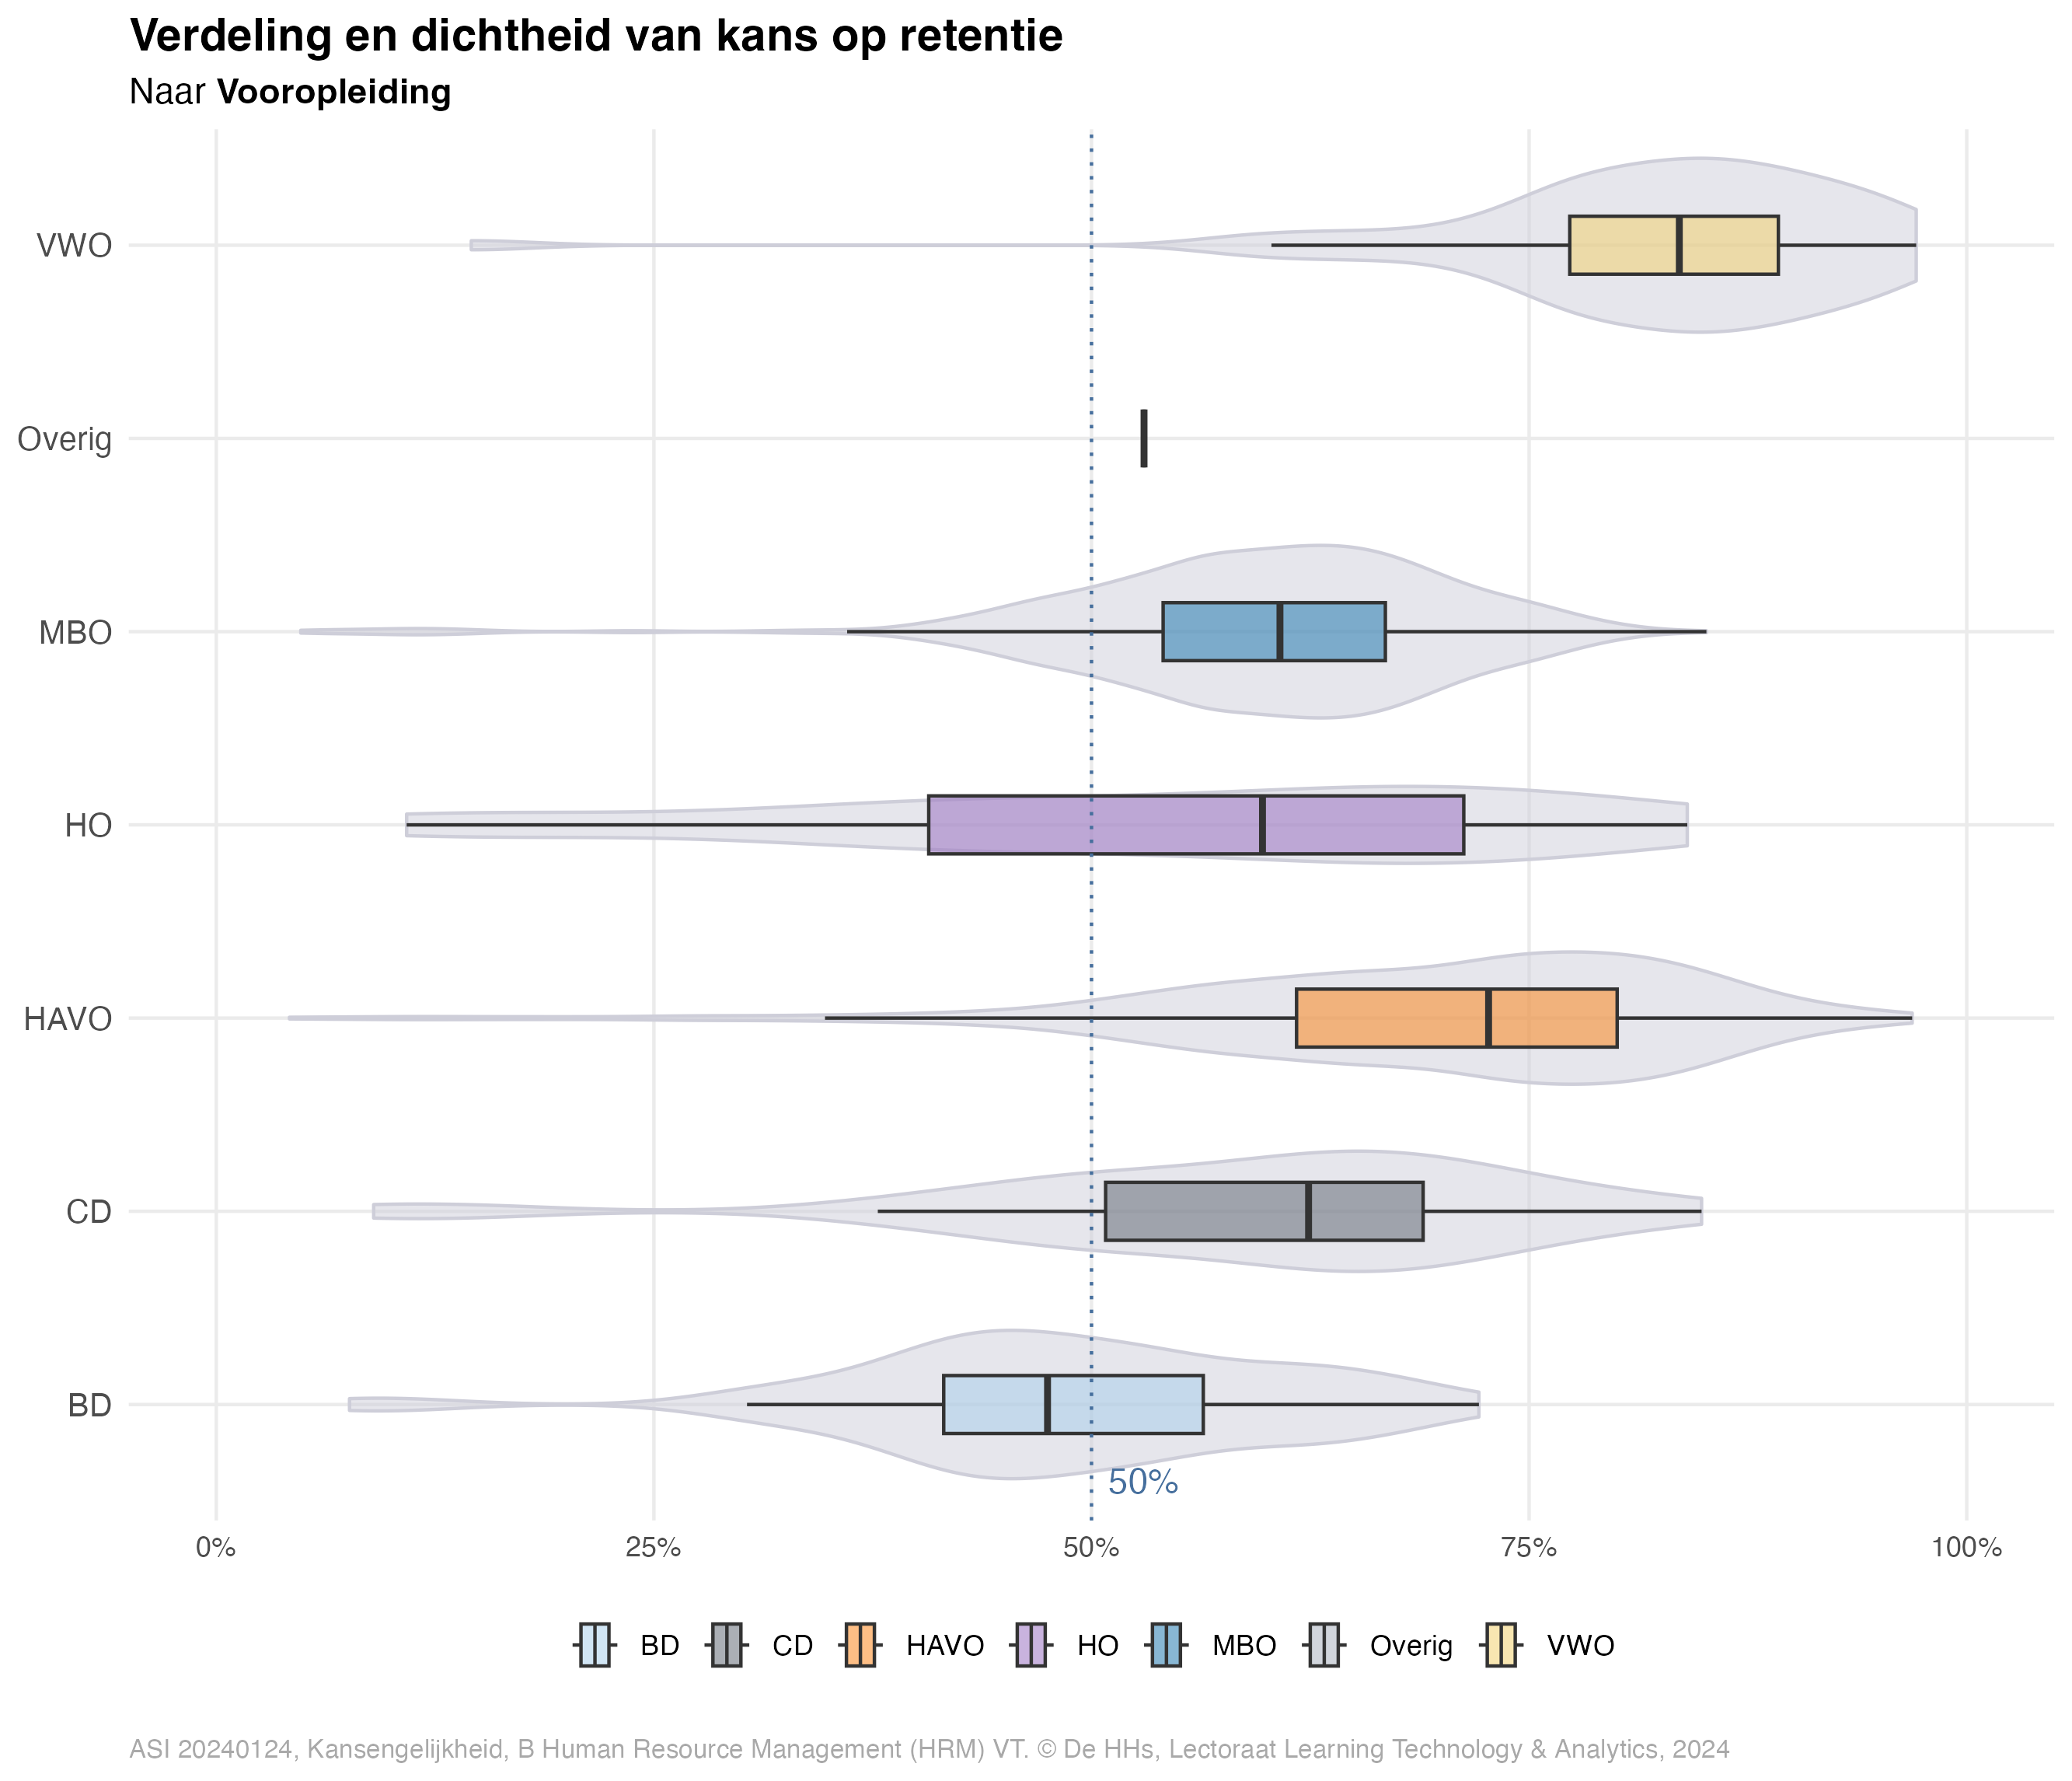 Verdeling en dichtheid van kans op retentie
Naar Vooropleiding
VWO
Overig
MBO
HO
HAVO
CD
BD
50%
0% 25% 50% 75% 100%
BD CD HAVO HO MBO Overig VWO
ASI 20240124, Kansengelijkheid, B Human Resource Management (HRM) VT. © De HHs, Lectoraat Learning Technology & Analytics, 2024